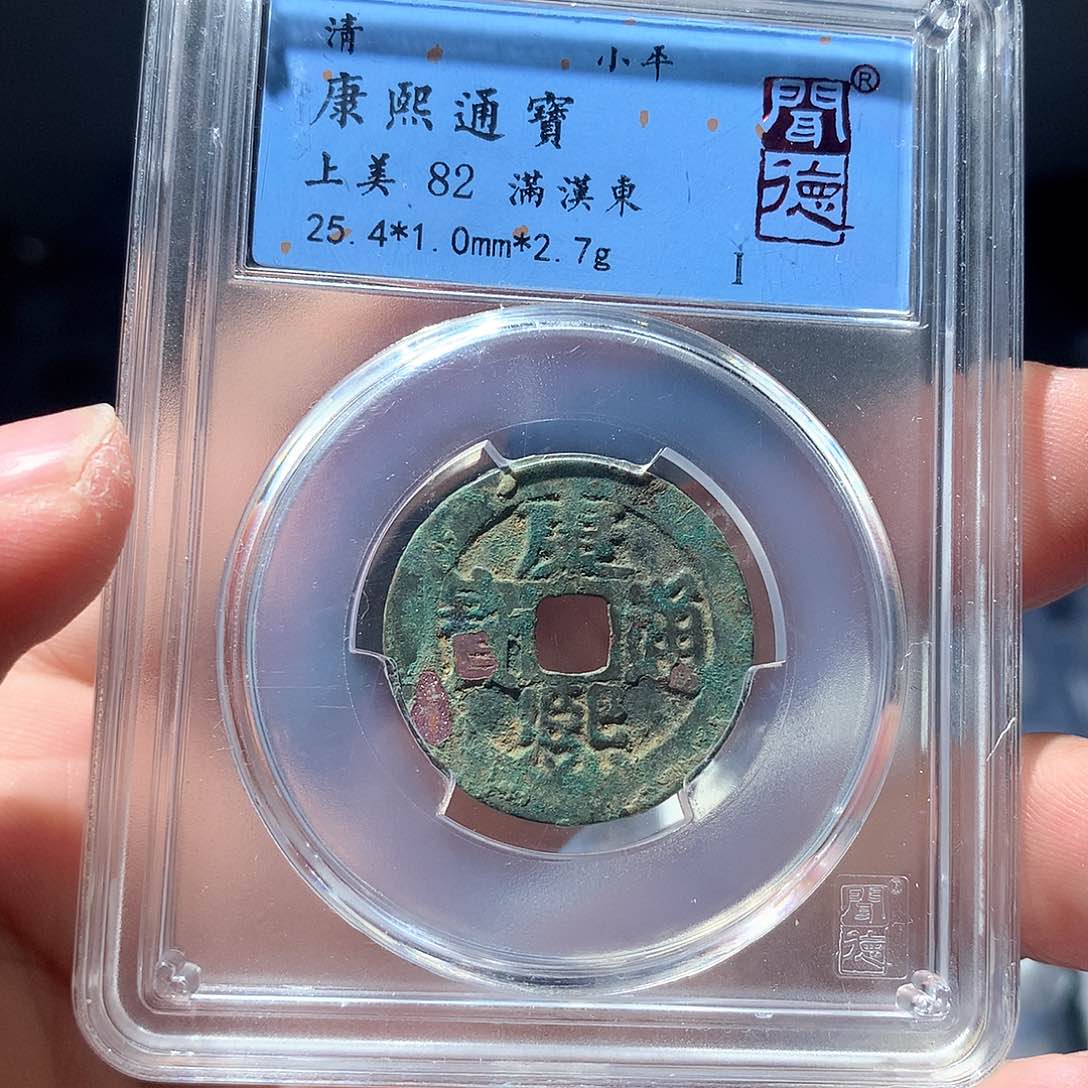 清 小平
康熙通寶
上美 82 滿漢東
25.4*1.0mm*2.7g
聞德®
康熙通寶
聞德